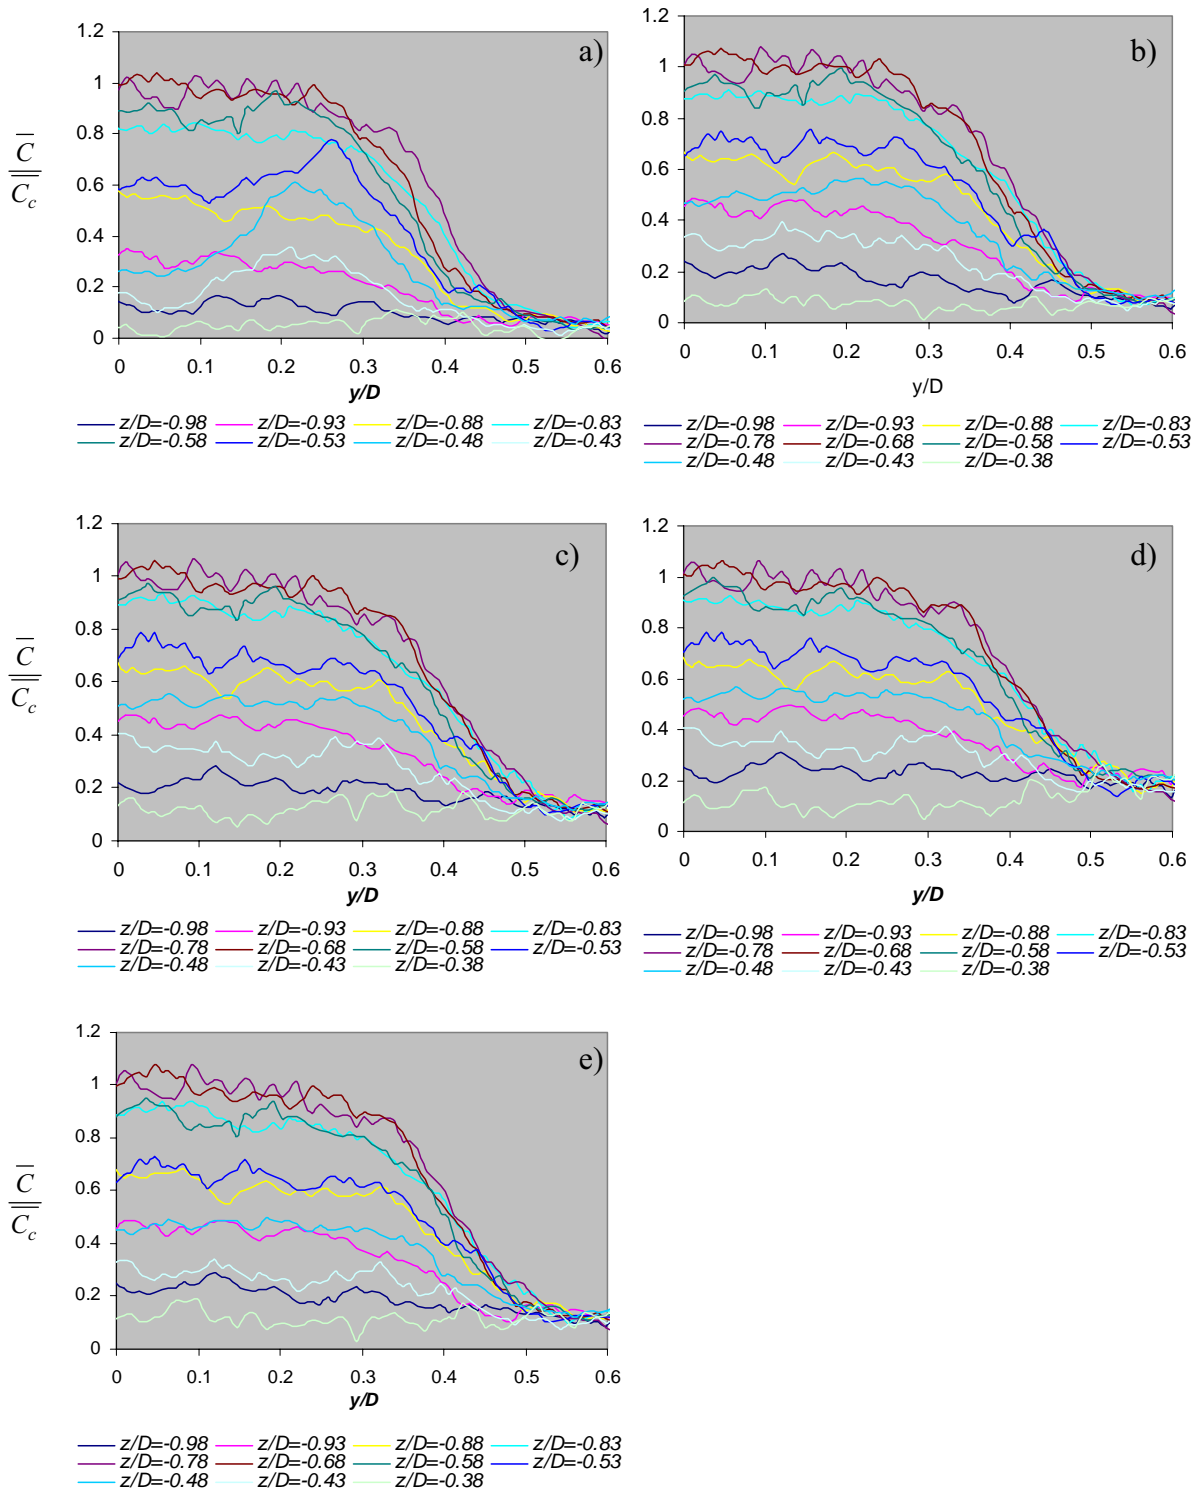 a)
1.2
1
0.8
0.6
0.4
0.2
0
C
C_c
0 0.1 0.2 0.3 0.4 0.5 0.6
y/D
z/D=-0.98 z/D=-0.93 z/D=-0.88 z/D=-0.83
z/D=-0.58 z/D=-0.53 z/D=-0.48 z/D=-0.43
b)
1.2
1
0.8
0.6
0.4
0.2
0
0 0.1 0.2 0.3 0.4 0.5 0.6
y/D
z/D=-0.98 z/D=-0.93 z/D=-0.88 z/D=-0.83
z/D=-0.78 z/D=-0.68 z/D=-0.58 z/D=-0.53
z/D=-0.48 z/D=-0.43 z/D=-0.38
c)
1.2
1
0.8
0.6
0.4
0.2
0
C
C_c
0 0.1 0.2 0.3 0.4 0.5 0.6
y/D
z/D=-0.98 z/D=-0.93 z/D=-0.88 z/D=-0.83
z/D=-0.78 z/D=-0.68 z/D=-0.58 z/D=-0.53
z/D=-0.48 z/D=-0.43 z/D=-0.38
d)
1.2
1
0.8
0.6
0.4
0.2
0
0 0.1 0.2 0.3 0.4 0.5 0.6
y/D
z/D=-0.98 z/D=-0.93 z/D=-0.88 z/D=-0.83
z/D=-0.78 z/D=-0.68 z/D=-0.58 z/D=-0.53
z/D=-0.48 z/D=-0.43 z/D=-0.38
e)
1.2
1
0.8
0.6
0.4
0.2
0
C
C_c
0 0.1 0.2 0.3 0.4 0.5 0.6
y/D
z/D=-0.98 z/D=-0.93 z/D=-0.88 z/D=-0.83
z/D=-0.78 z/D=-0.68 z/D=-0.58 z/D=-0.53
z/D=-0.48 z/D=-0.43 z/D=-0.38